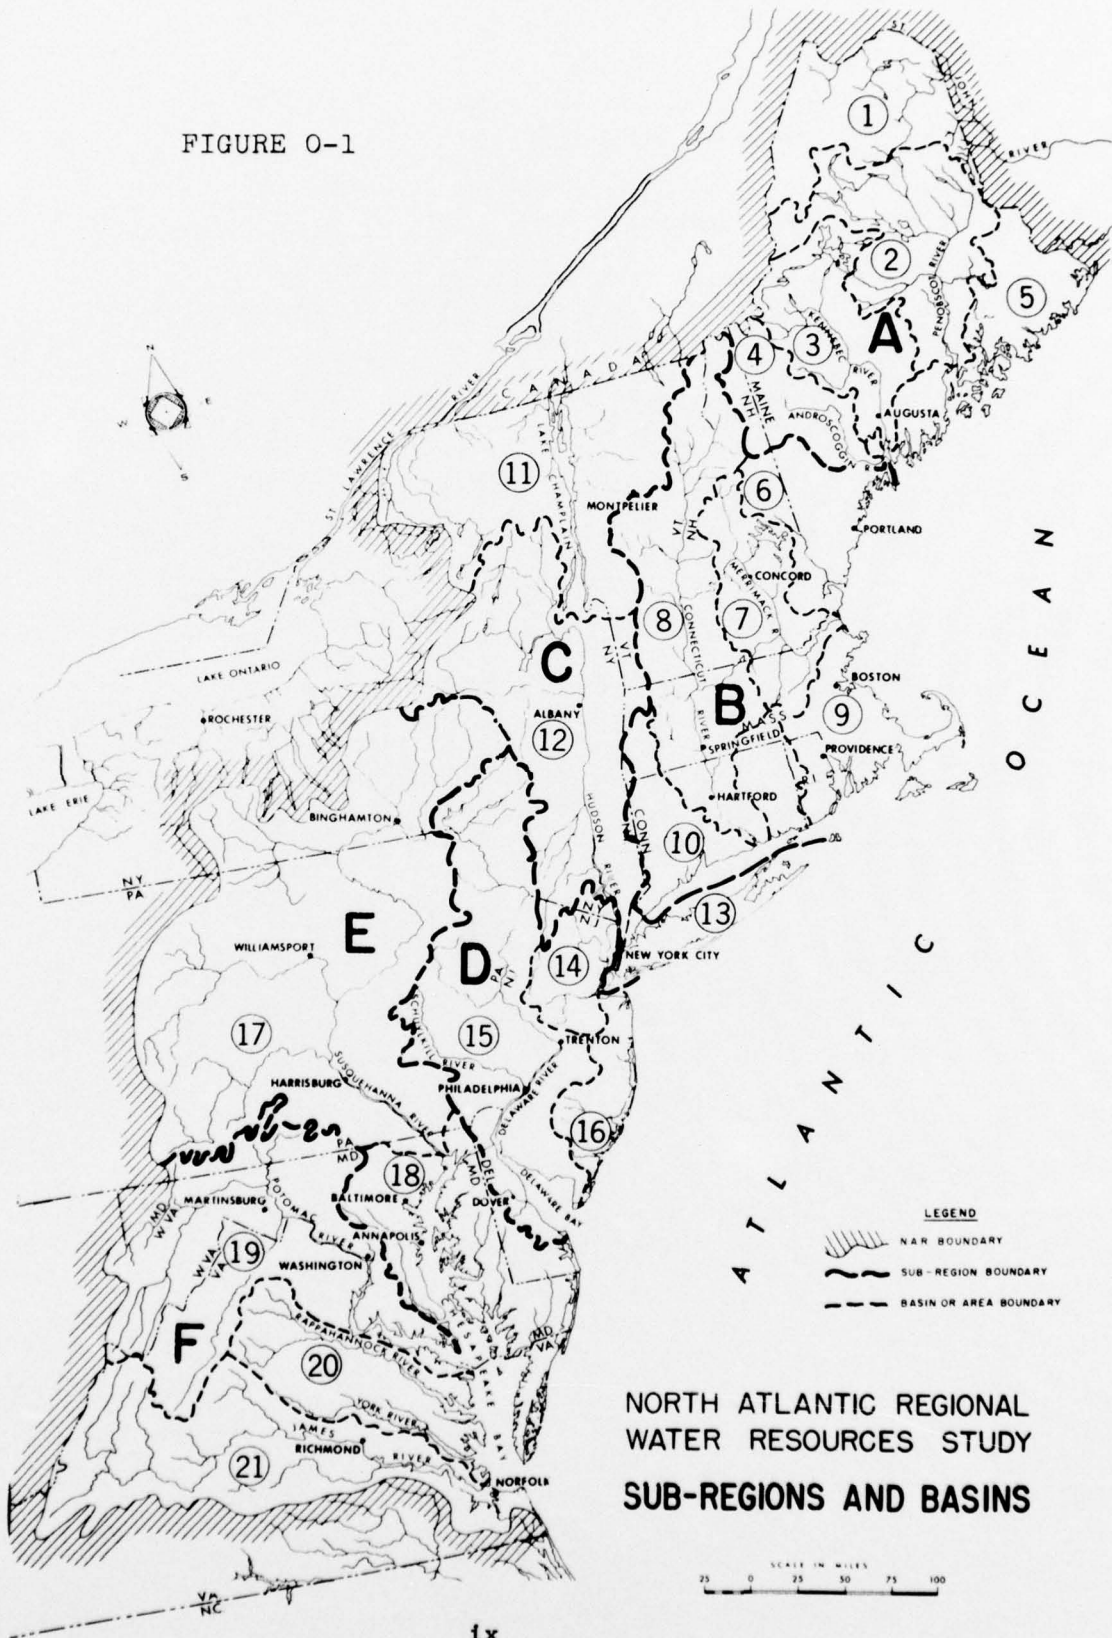 FIGURE O-1
ST. JOHN RIVER
1
2
PENOBSCOT RIVER
5
A
3
KENNEBEC RIVER
4
MAINE
NH
ANDROSCOGGIN R
AUGUSTA
CANADA
ST LAWRENCE RIVER
N
E
S
W
11
LAKE CHAMPLAIN
MONTPELIER
6
VT
NH
PORTLAND
CONCORD
MERRIMACK R
7
8
CONNECTICUT RIVER
C
VT
NY
LAKE ONTARIO
ROCHESTER
B
BOSTON
9
MASS
ALBANY
12
SPRINGFIELD
PROVIDENCE
LAKE ERIE
HARTFORD
BINGHAMTON
HUDSON RIVER
CONN
NY
10
NY
PA
NY
NJ
13
E
WILLIAMSPORT
D
PA
NJ
14
NEW YORK CITY
ATLANTIC OCEAN
17
SCHUYLKILL RIVER
15
TRENTON
SUSQUEHANNA RIVER
HARRISBURG
PHILADELPHIA
DELAWARE RIVER
16
PA
MD
18
MD
DEL
DELAWARE BAY
MARTINSBURG
POTOMAC RIVER
BALTIMORE
DOVER
MD
W VA
ANNAPOLIS
19
W VA
VA
WASHINGTON
CHESAPEAKE BAY
F
RAPPAHANNOCK RIVER
MD
VA
20
YORK RIVER
JAMES RIVER
RICHMOND
21
NORFOLK
VA
NC
LEGEND
NAR BOUNDARY
SUB-REGION BOUNDARY
BASIN OR AREA BOUNDARY
NORTH ATLANTIC REGIONAL
WATER RESOURCES STUDY
SUB-REGIONS AND BASINS
SCALE IN MILES
25 0 25 50 75 100
ix